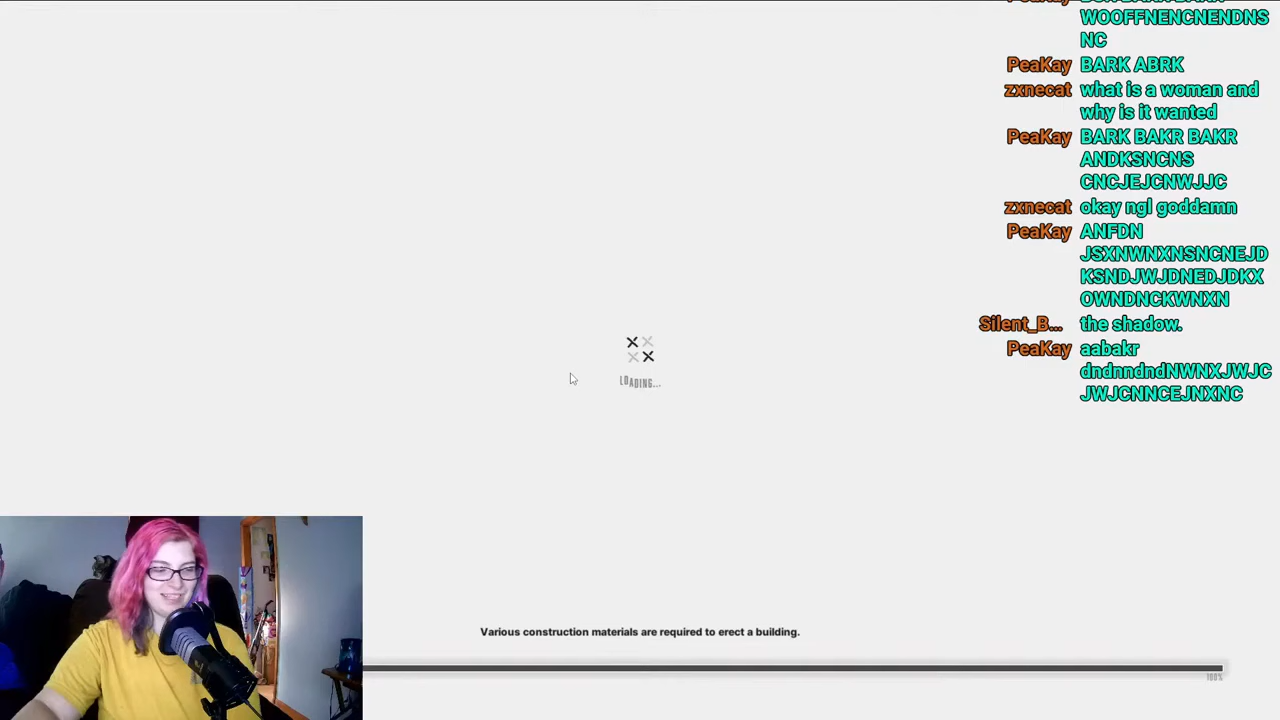 WOOFFNENCNENDNS
NC
PeaKay BARK ABRK
zxnecat what is a woman and
why is it wanted
PeaKay BARK BAKR BAKR
ANDKSNCNS
CNCJEJCNWJJC
zxnecat okay ngl goddamn
PeaKay ANFDN
JSXNWNXNSNCNEJD
KSNDJWJDNEDJDKX
OWNDNCKWNXN
Silent_B... the shadow.
PeaKay aabakr
dndnndndNWNXJWJC
JWJCNNCEJNXNC
LOADING...
Various construction materials are required to erect a building.
100%